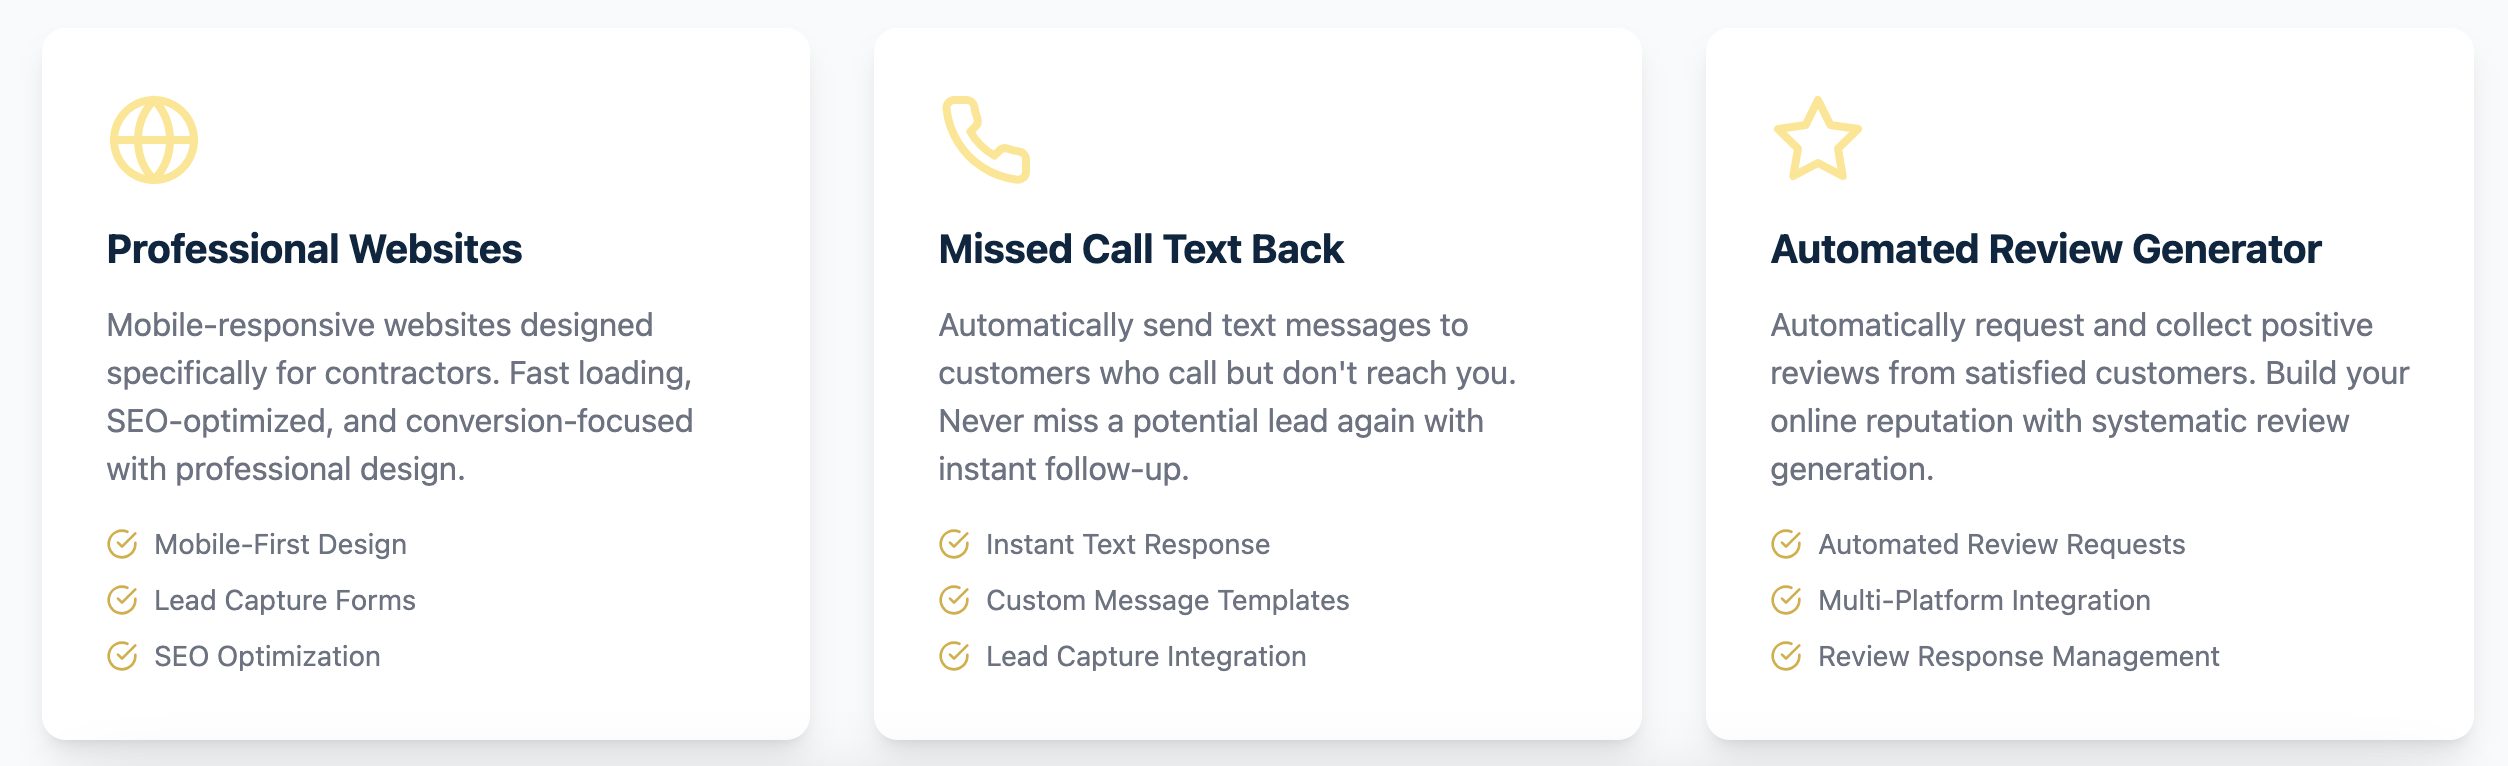 Professional Websites
Mobile-responsive websites designed
specifically for contractors. Fast loading,
SEO-optimized, and conversion-focused
with professional design.
Mobile-First Design
Lead Capture Forms
SEO Optimization
Missed Call Text Back
Automatically send text messages to
customers who call but don't reach you.
Never miss a potential lead again with
instant follow-up.
Instant Text Response
Custom Message Templates
Lead Capture Integration
Automated Review Generator
Automatically request and collect positive
reviews from satisfied customers. Build your
online reputation with systematic review
generation.
Automated Review Requests
Multi-Platform Integration
Review Response Management